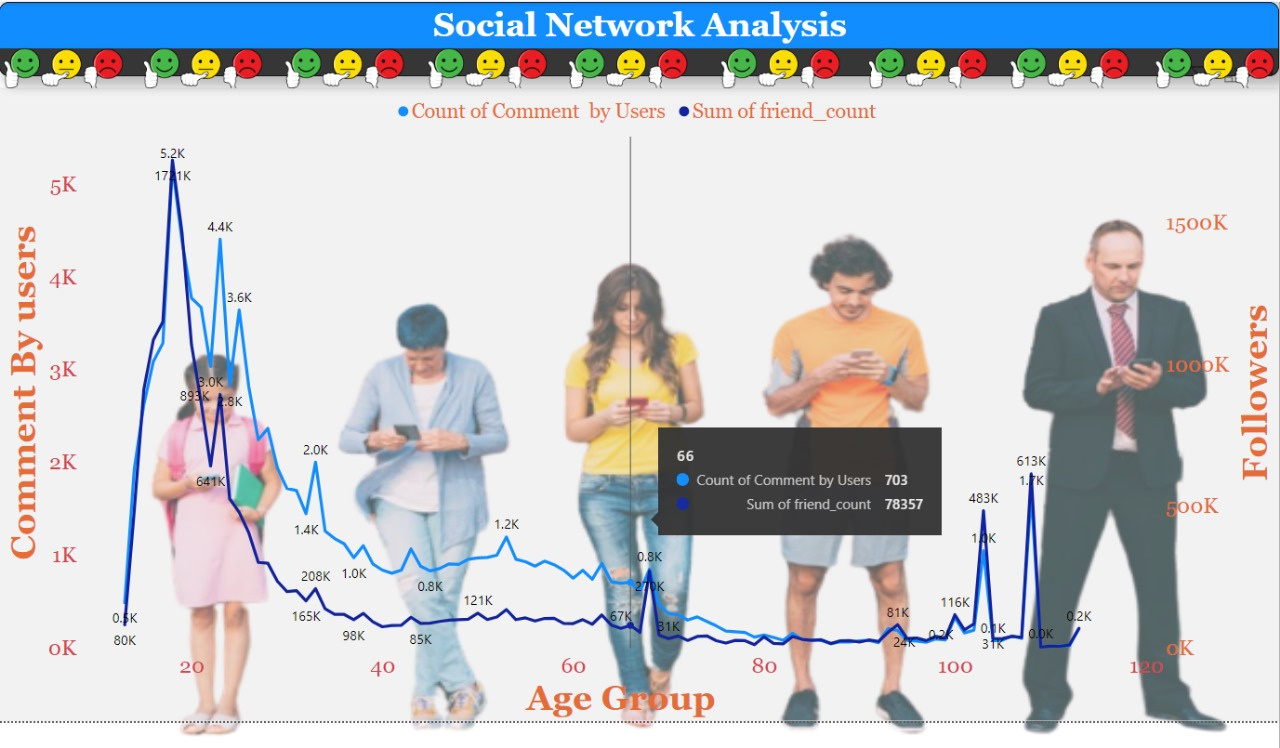 Social Network Analysis
Count of Comment by Users Sum of friend_count
Comment By users
5K
4K
3K
2K
1K
0K
5.2K
1721K
4.4K
3.6K
3.0K
893K
2.8K
641K
2.0K
1.4K
208K
165K
1.0K
98K
0.8K
85K
1.2K
121K
0.5K
80K
66
Count of Comment by Users 703
Sum of friend_count 78357
0.8K
270K
67K
31K
81K
24K
0.2K
116K
483K
1.0K
0.1K
31K
613K
1.7K
0.0K
0.2K
1500K
1000K
500K
0K
Followers
20 40 60 80 100 120
Age Group